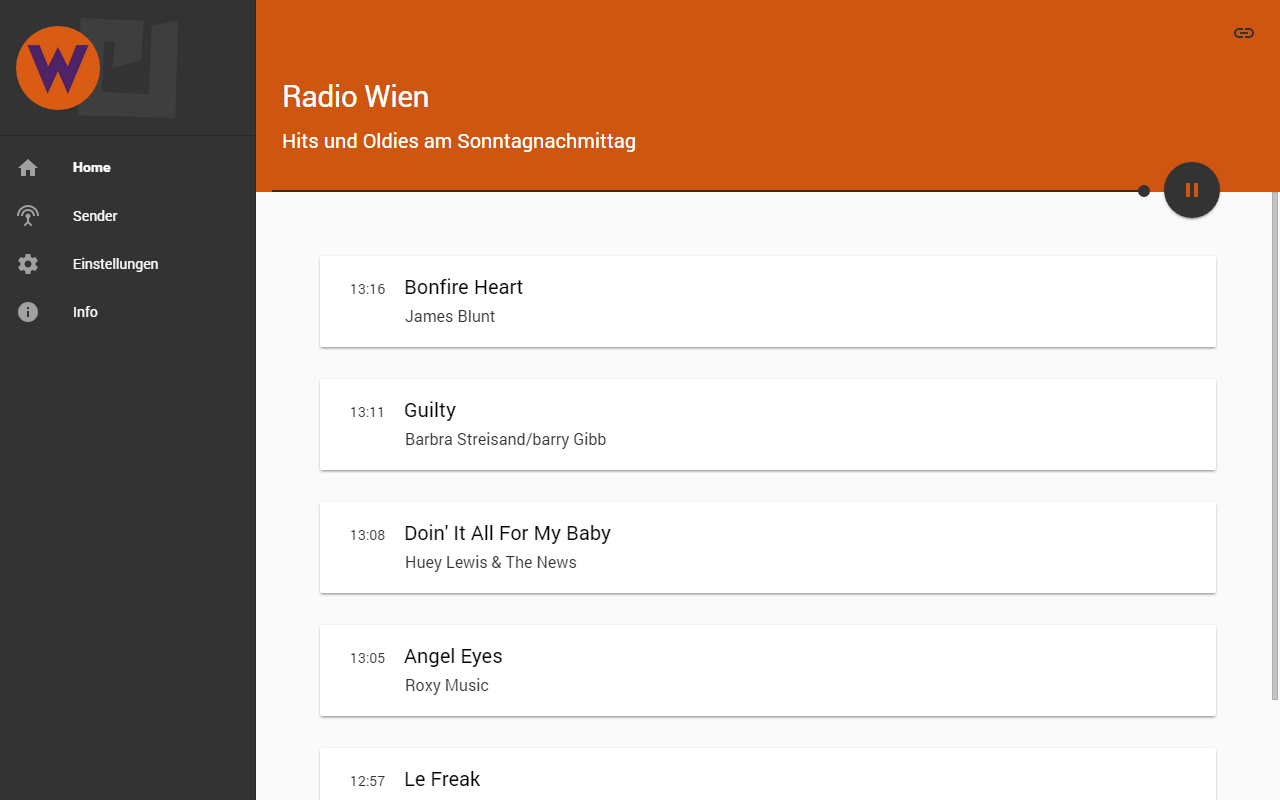 W
Home
Sender
Einstellungen
Info
Radio Wien
Hits und Oldies am Sonntagnachmittag
13:16 Bonfire Heart
James Blunt
13:11 Guilty
Barbra Streisand/barry Gibb
13:08 Doin' It All For My Baby
Huey Lewis & The News
13:05 Angel Eyes
Roxy Music
12:57 Le Freak